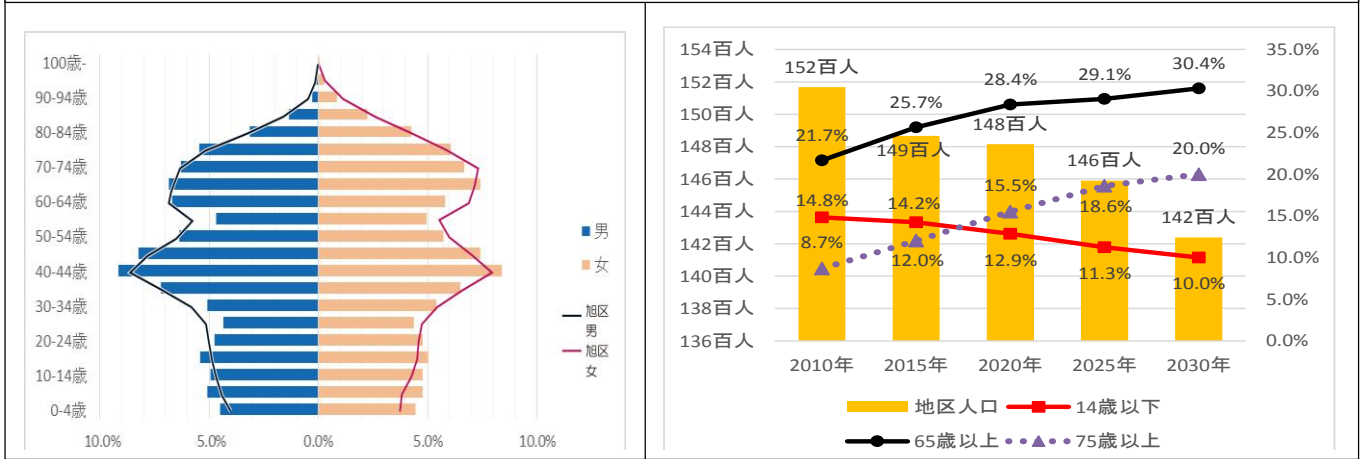 100歳-
90-94歳
80-84歳
70-74歳
60-64歳
50-54歳
40-44歳
30-34歳
20-24歳
10-14歳
0-4歳
10.0%
5.0%
0.0%
5.0%
10.0%
男
女
旭区
男
旭区
女
154百人
152百人
150百人
148百人
146百人
144百人
142百人
140百人
138百人
136百人
35.0%
30.0%
25.0%
20.0%
15.0%
10.0%
5.0%
0.0%
152百人
149百人
148百人
146百人
142百人
21.7%
25.7%
28.4%
29.1%
30.4%
14.8%
14.2%
12.9%
11.3%
10.0%
8.7%
12.0%
15.5%
18.6%
20.0%
2010年
2015年
2020年
2025年
2030年
地区人口
14歳以下
65歳以上
75歳以上